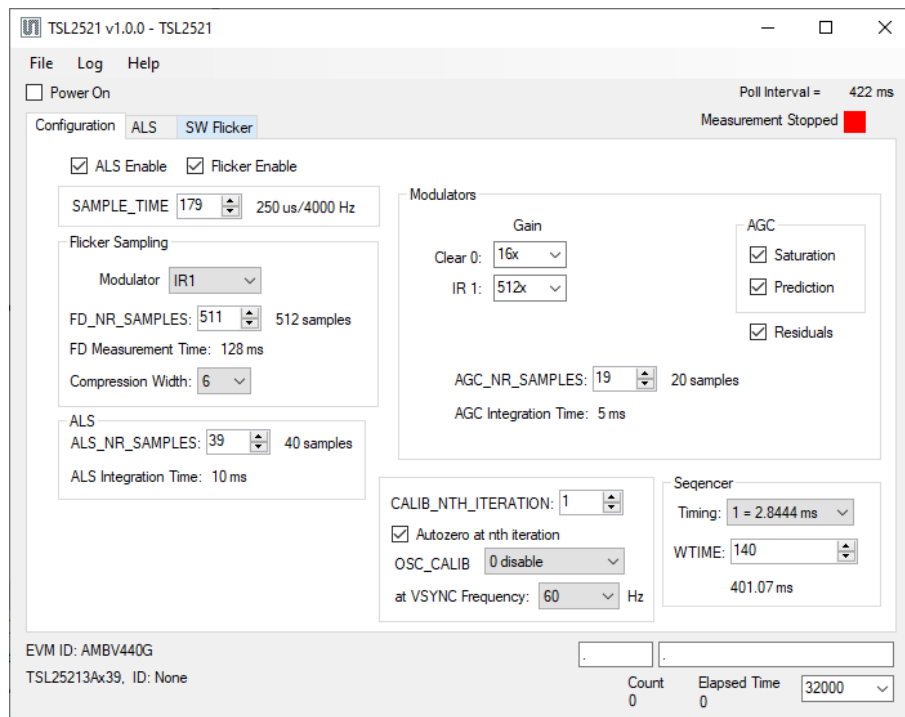 TSL2521 v1.0.0 - TSL2521
File Log Help
Power On
Poll Interval = 422 ms
Configuration ALS SW Flicker
Measurement Stopped
ALS Enable Flicker Enable
SAMPLE_TIME 179 250 us/4000 Hz
Flicker Sampling
Modulator IR1
FD_NR_SAMPLES: 511 512 samples
FD Measurement Time: 128 ms
Compression Width: 6
ALS
ALS_NR_SAMPLES: 39 40 samples
ALS Integration Time: 10 ms
Modulators
Gain
Clear 0: 16x
IR 1: 512x
AGC
Saturation
Prediction
Residuals
AGC_NR_SAMPLES: 19 20 samples
AGC Integration Time: 5 ms
CALIB_NTH_ITERATION: 1
Autozero at nth iteration
OSC_CALIB 0 disable
at VSYNC Frequency: 60 Hz
Seqencer
Timing: 1 = 2.8444 ms
WTIME: 140
401.07 ms
EVM ID: AMBV440G
TSL25213Ax39, ID: None
. .
Count Elapsed Time 32000
0 0